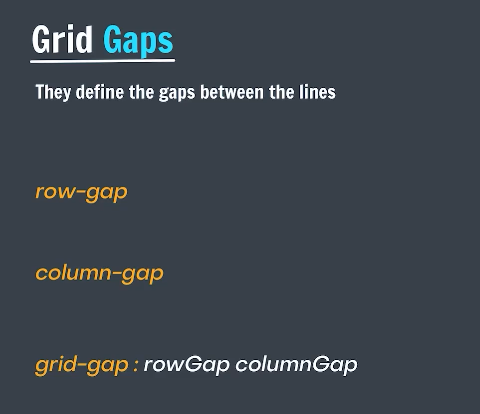 Grid Gaps
They define the gaps between the lines
row-gap
column-gap
grid-gap : rowGap columnGap